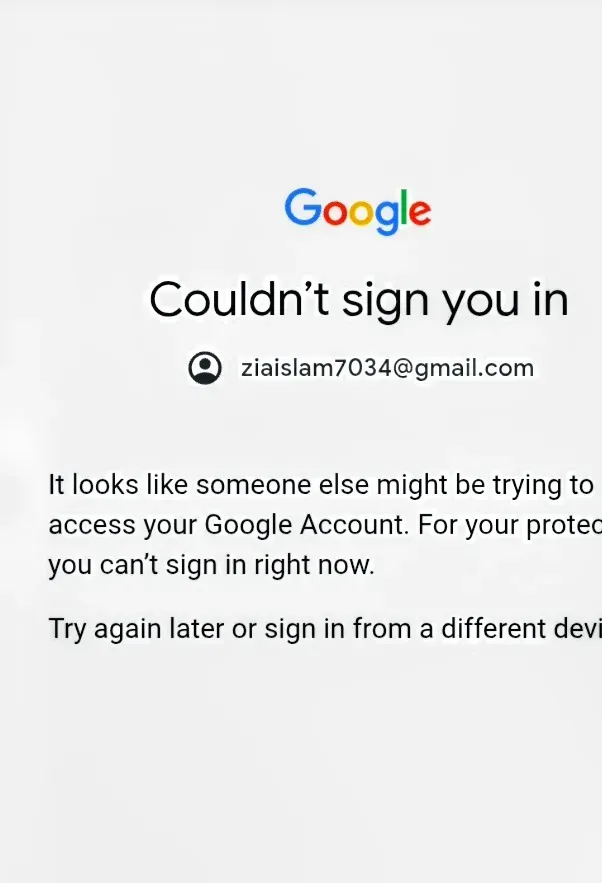 Google
Couldn't sign you in
ziaislam7034@gmail.com
It looks like someone else might be trying to
access your Google Account. For your protec
you can't sign in right now.
Try again later or sign in from a different devi